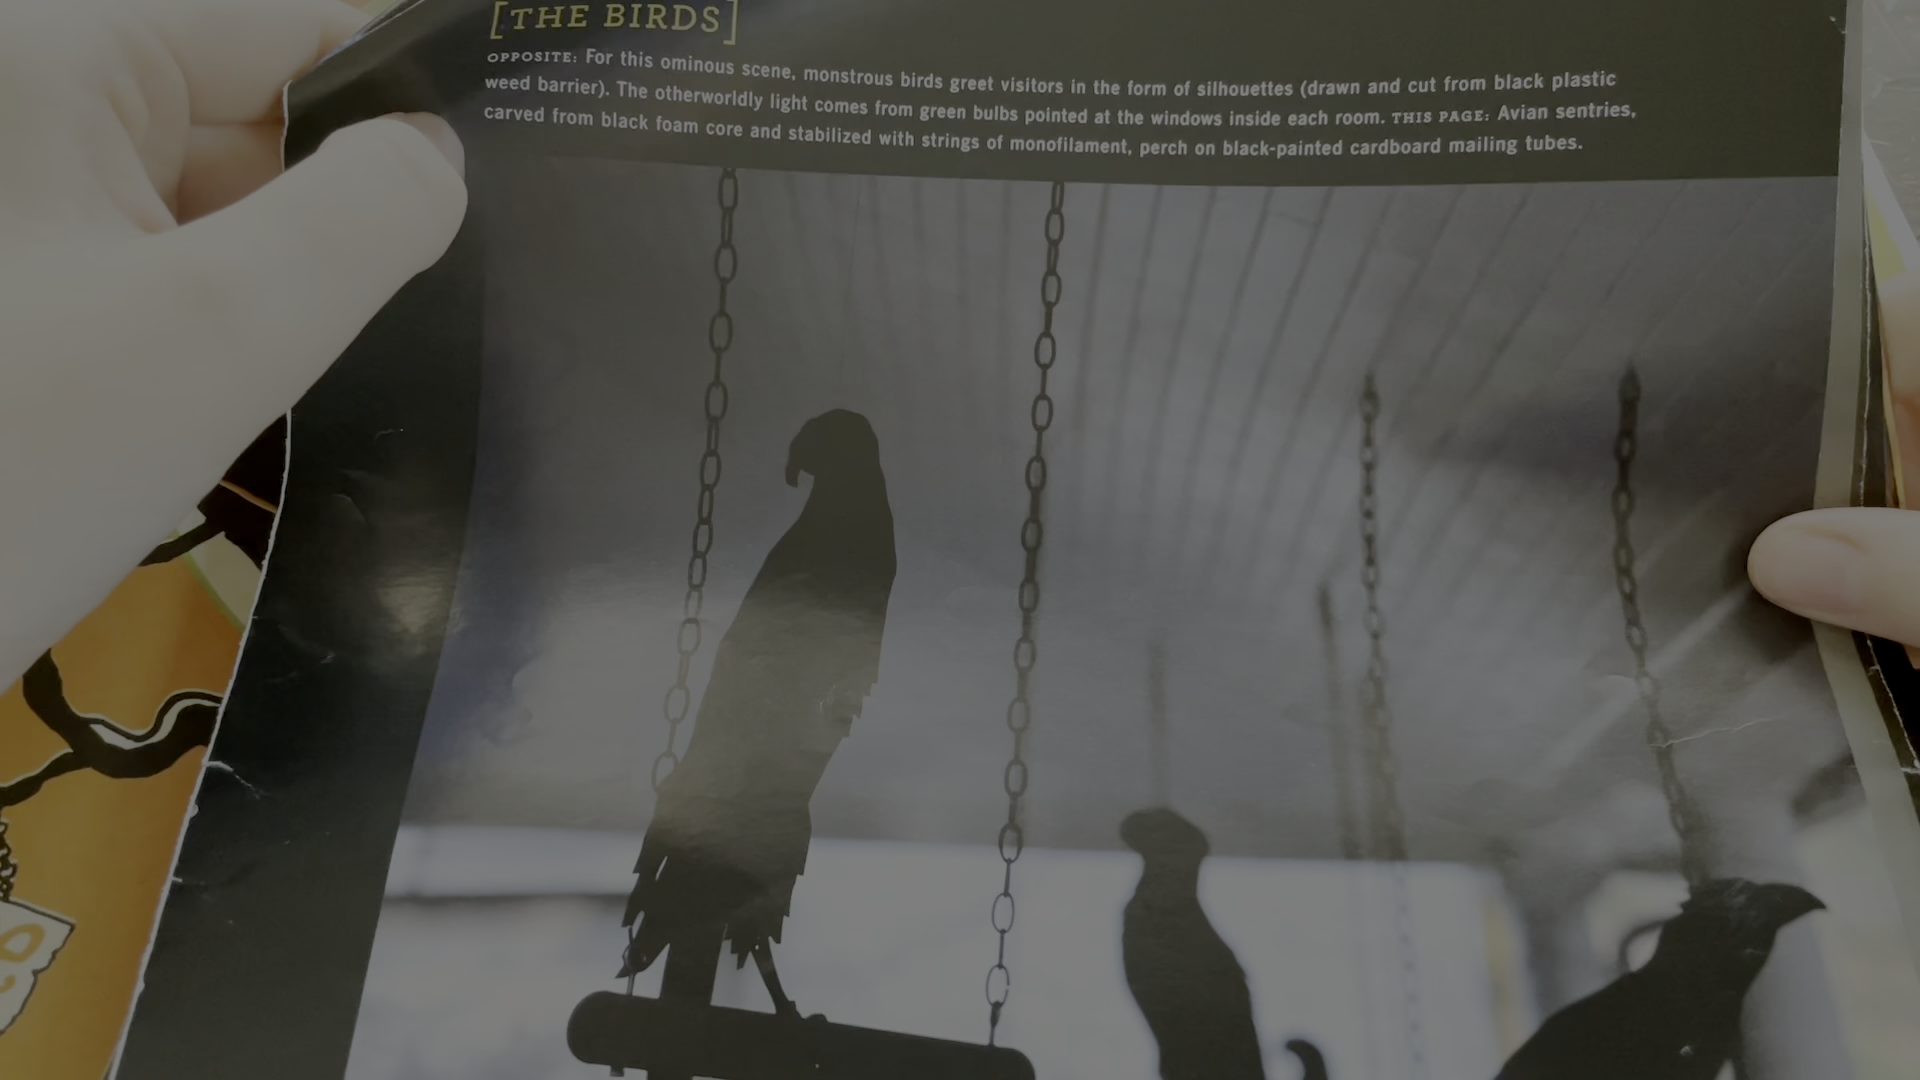 [THE BIRDS]
OPPOSITE: For this ominous scene, monstrous birds greet visitors in the form of silhouettes (drawn and cut from black plastic
weed barrier). The otherworldly light comes from green bulbs pointed at the windows inside each room. THIS PAGE: Avian sentries,
carved from black foam core and stabilized with strings of monofilament, perch on black-painted cardboard mailing tubes.